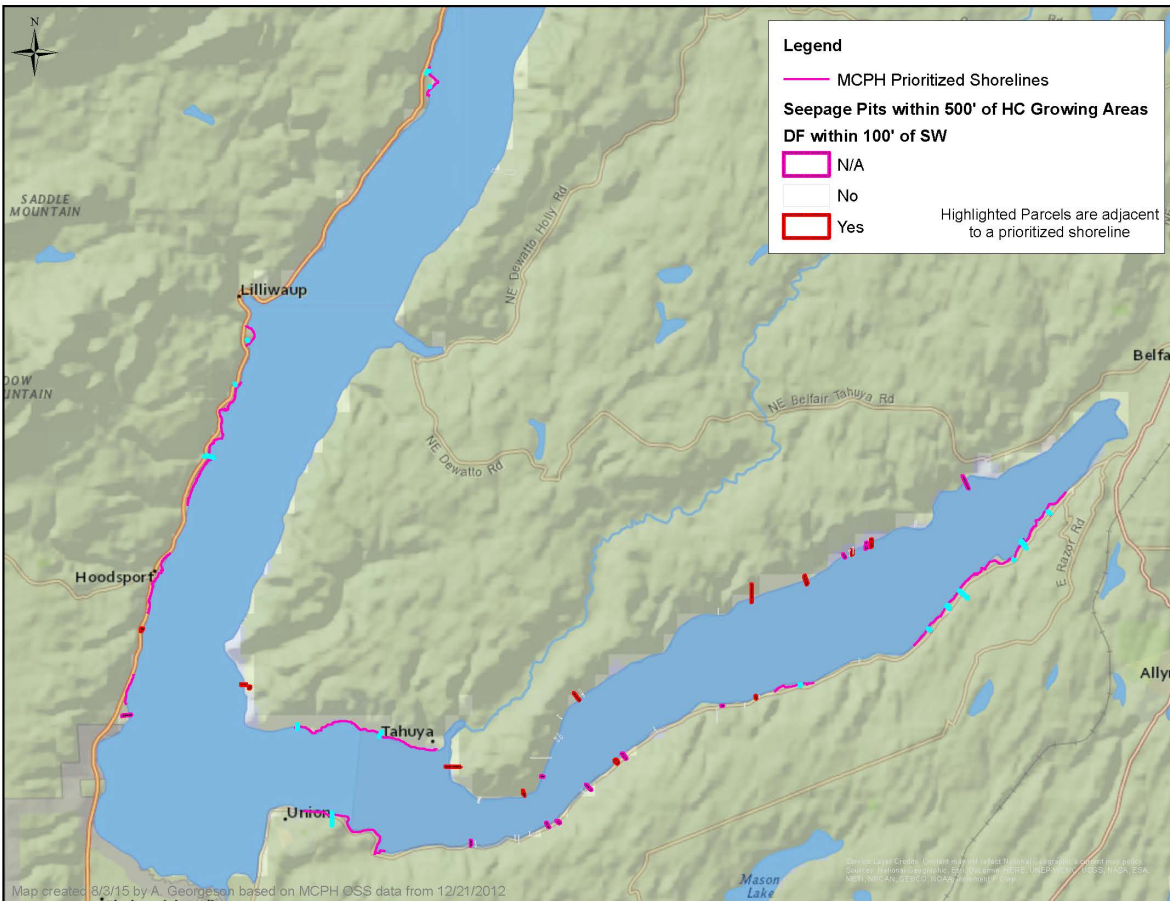 N
Legend
MCPH Prioritized Shorelines
Seepage Pits within 500' of HC Growing Areas
DF within 100' of SW
N/A
No
Yes
Highlighted Parcels are adjacent
to a prioritized shoreline
SADDLE
MOUNTAIN
NE Dewatto Holly Rd
Lilliwaup
Belfa
DOW
UNTAIN
NE Belfair Tahuya Rd
NE Dewatto Rd
E Razor Rd
Hoodsport
Ally
Tahuya
Union
Mason
Lake
Map created 8/3/15 by A. Georgeson based on MCPH OSS data from 12/21/2012